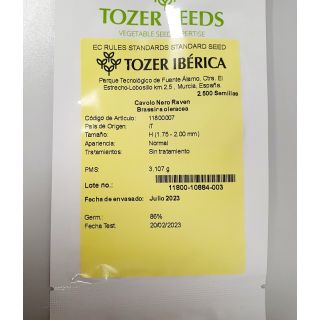 TOZER SEEDS
VEGETABLE SEED EXPERTISE
EC RULES STANDARDS STANDARD SEED
TOZER IBÉRICA
Parque Tecnológico de Fuente Álamo, Ctra. El
Estrecho-Lobosillo km 2,5 , Murcia, España.
2.500 Semillas
Cavolo Nero Raven
Brassica oleracea
Código de Artículo: 11800007
País de Origen: IT
Tamaño: H (1.75 - 2.00 mm)
Apariencia: Normal
Tratamientos: Sin tratamiento
PMS: 3,107 g
Lote no.: 11800-10884-003
Fecha de envasado: Julio 2023
Germ.: 86%
Fecha Test: 20/02/2023